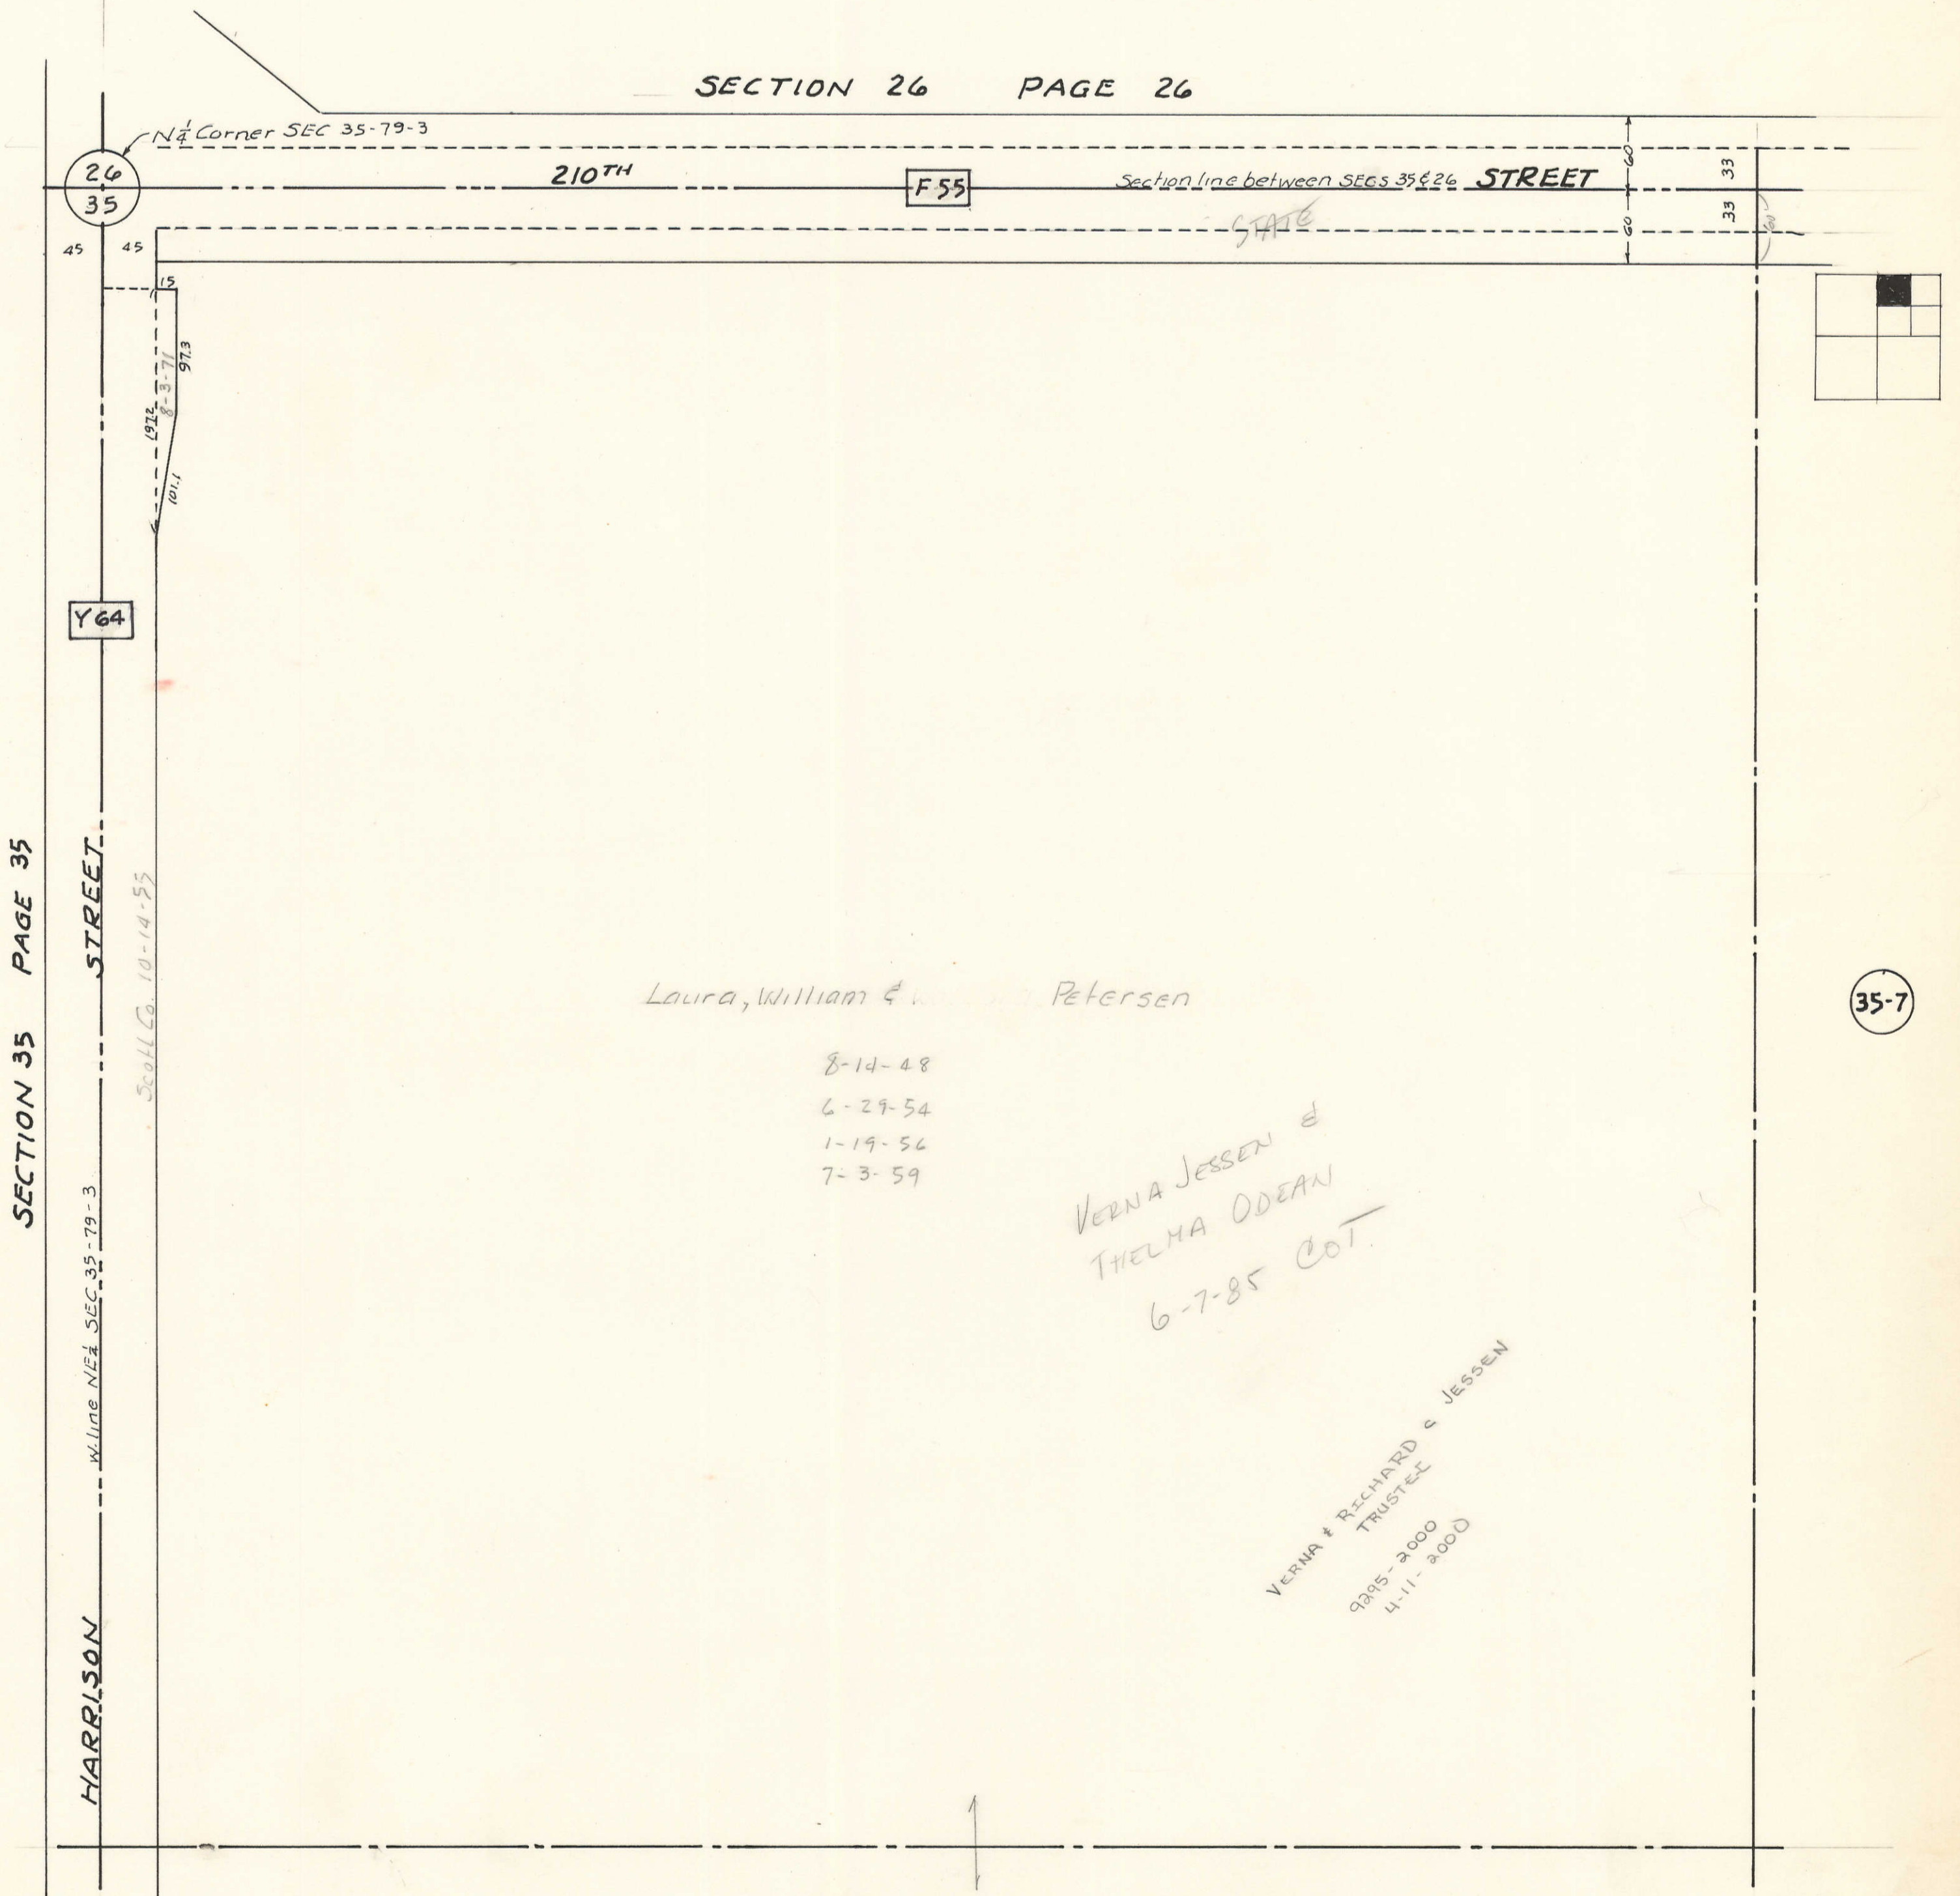 SECTION 26 PAGE 26
N¼ Corner SEC 35-79-3
26
35
210TH
F 55
Section line between SECS 35 & 26 STREET
60
33
60
33
60
STATE
45 45
15
97.3
8-3-71
197.2
101.1
Y 64
SECTION 35 PAGE 35
HARRISON STREET
W. line NE¼ SEC 35-79-3
Scott Co. 10-14-55
Laura, William & Petersen
8-14-48
6-29-54
1-19-56
7-3-59
35-7
VERNA JESSEN &
THELMA ODEAN
6-7-85 COT.
VERNA & RICHARD C JESSEN
TRUSTEE
9295-2000
4-11-2000